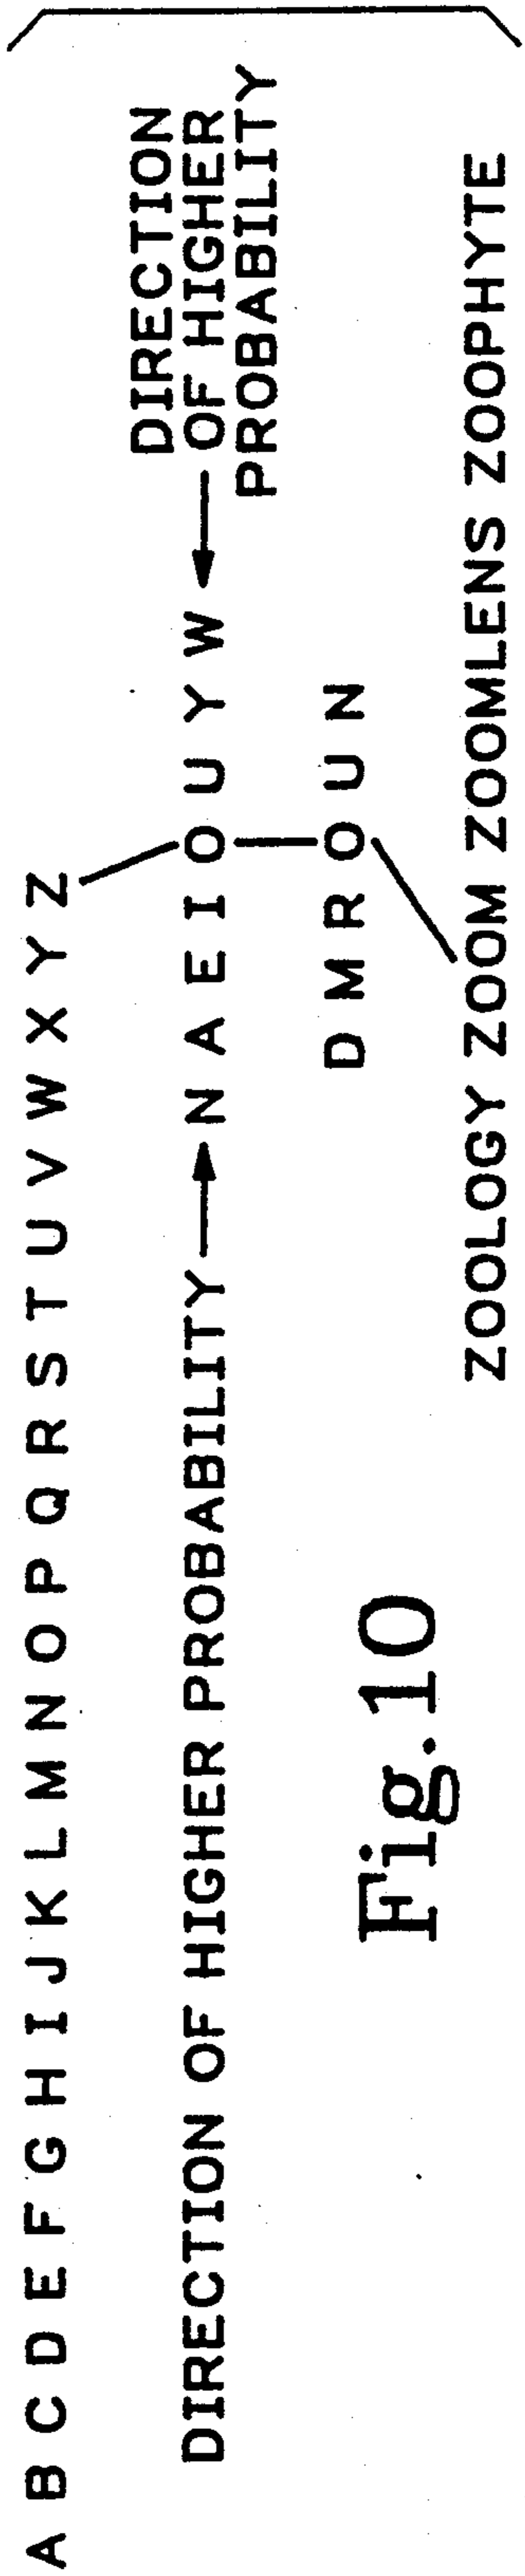 A B C D E F G H I J K L M N O P Q R S T U V W X Y Z
DIRECTION OF HIGHER PROBABILITY N A E I O U Y W DIRECTION
OF HIGHER
PROBABILITY
D M R O U N
ZOOLOGY ZOOM ZOOMLENS ZOOPHYTE
Fig.10